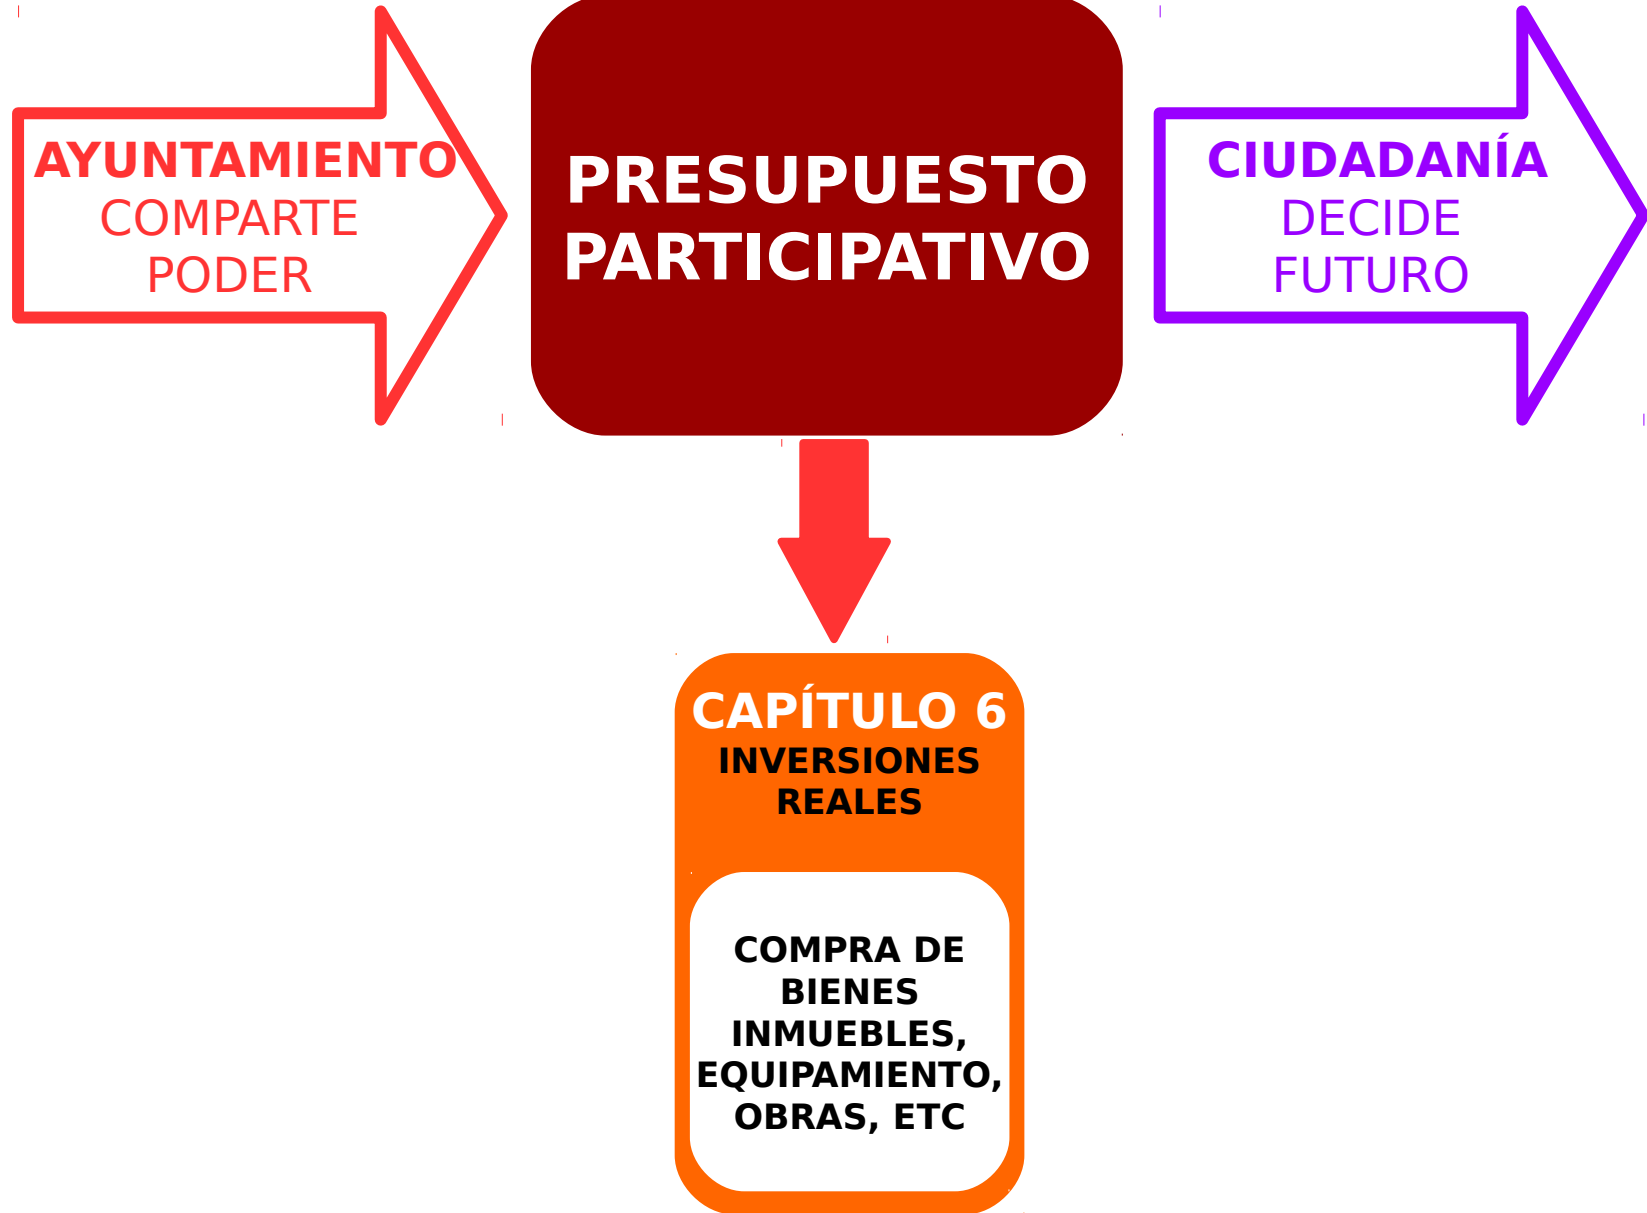 AYUNTAMIENTO
COMPARTE
PODER
PRESUPUESTO
PARTICIPATIVO
CIUDADANÍA
DECIDE
FUTURO
CAPÍTULO 6
INVERSIONES
REALES
COMPRA DE
BIENES
INMUEBLES,
EQUIPAMIENTO,
OBRAS, ETC